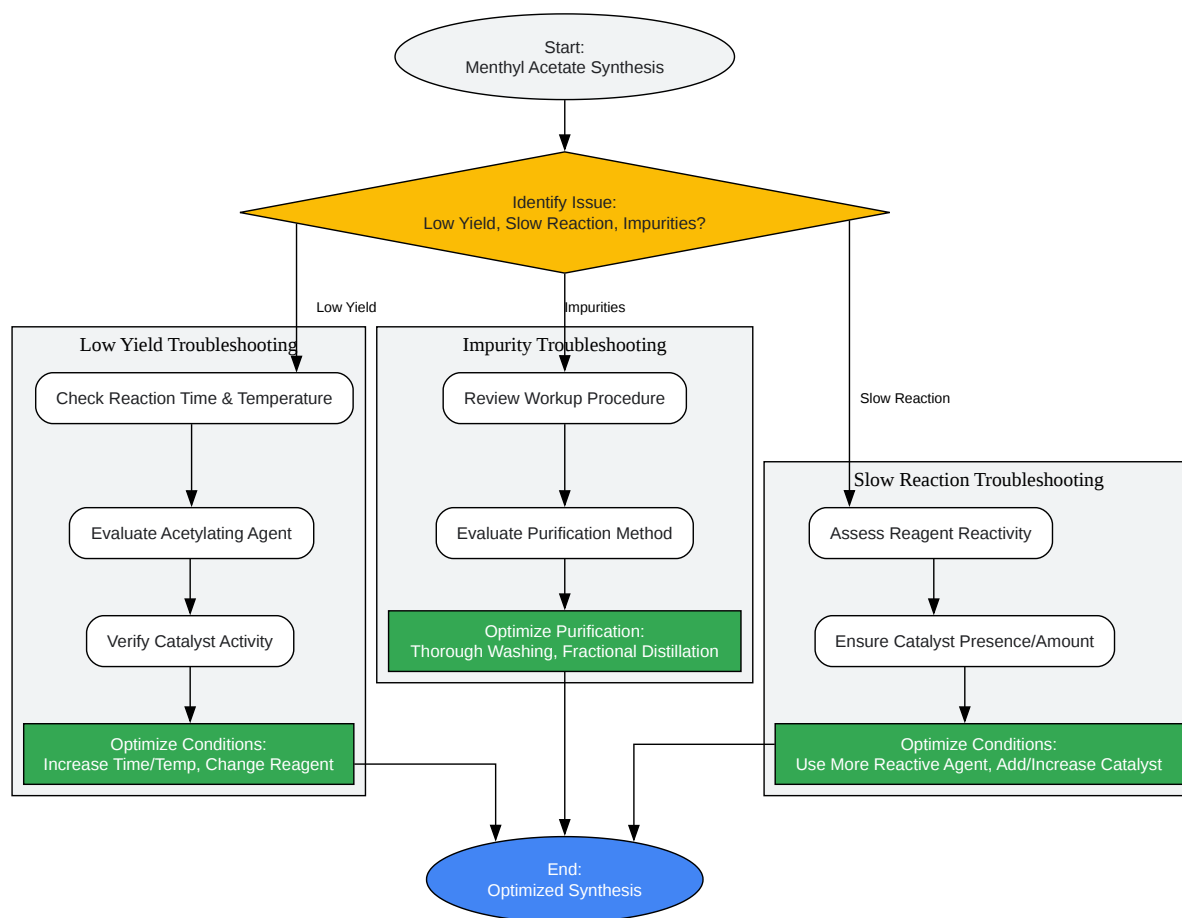 Start:
Menthyl Acetate Synthesis
Identify Issue:
Low Yield, Slow Reaction, Impurities?
Low Yield
Impurities
Slow Reaction
Low Yield Troubleshooting
Check Reaction Time & Temperature
Evaluate Acetylating Agent
Verify Catalyst Activity
Optimize Conditions:
Increase Time/Temp, Change Reagent
Impurity Troubleshooting
Review Workup Procedure
Evaluate Purification Method
Optimize Purification:
Thorough Washing, Fractional Distillation
Slow Reaction Troubleshooting
Assess Reagent Reactivity
Ensure Catalyst Presence/Amount
Optimize Conditions:
Use More Reactive Agent, Add/Increase Catalyst
End:
Optimized Synthesis